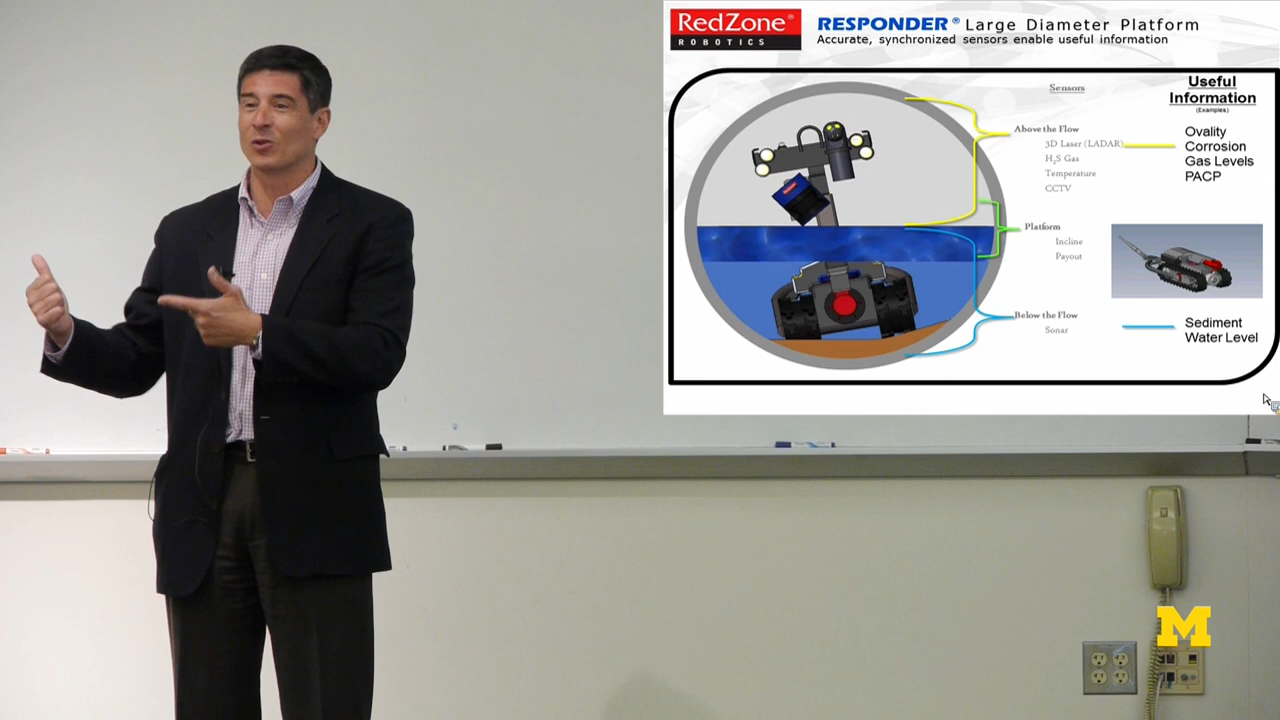 RedZone®
ROBOTICS
RESPONDER® Large Diameter Platform
Accurate, synchronized sensors enable useful information
Sensors
Useful
Information
(Examples)
Above the Flow
3D Laser (LADAR)
H₂S Gas
Temperature
CCTV
Ovality
Corrosion
Gas Levels
PACP
Platform
Incline
Payout
Below the Flow
Sonar
Sediment
Water Level
M